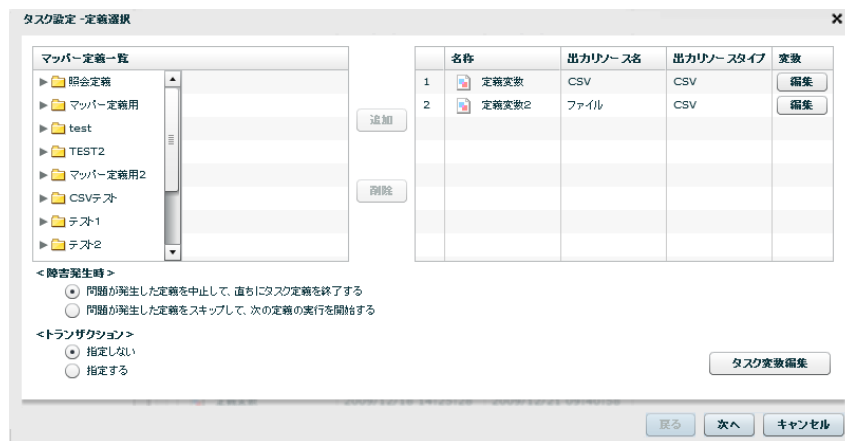 タスク設定 -定義選択
マッパー定義一覧
照会定義
マッパー定義用
test
TEST2
マッパー定義用2
CSVテスト
テスト1
テスト2
追加
削除
名称 出力リソース名 出力リソースタイプ 変数
1 定義変数 CSV CSV 編集
2 定義変数2 ファイル CSV 編集
<障害発生時>
問題が発生した定義を中止して、直ちにタスク定義を終了する
問題が発生した定義をスキップして、次の定義の実行を開始する
<トランザクション>
指定しない
指定する
タスク変数編集
戻る 次へ キャンセル